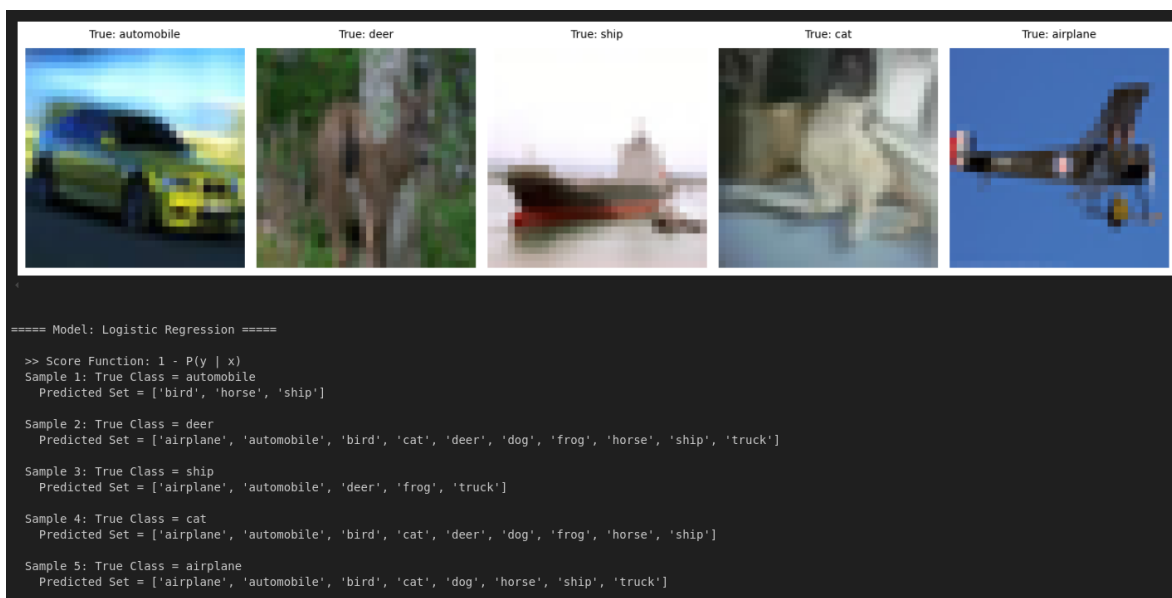 True: automobile True: deer True: ship True: cat True: airplane
===== Model: Logistic Regression =====
>> Score Function: 1 - P(y | x)
Sample 1: True Class = automobile
Predicted Set = ['bird', 'horse', 'ship']
Sample 2: True Class = deer
Predicted Set = ['airplane', 'automobile', 'bird', 'cat', 'deer', 'dog', 'frog', 'horse', 'ship', 'truck']
Sample 3: True Class = ship
Predicted Set = ['airplane', 'automobile', 'deer', 'frog', 'truck']
Sample 4: True Class = cat
Predicted Set = ['airplane', 'automobile', 'bird', 'cat', 'deer', 'dog', 'frog', 'horse', 'ship']
Sample 5: True Class = airplane
Predicted Set = ['airplane', 'automobile', 'bird', 'cat', 'dog', 'horse', 'ship', 'truck']